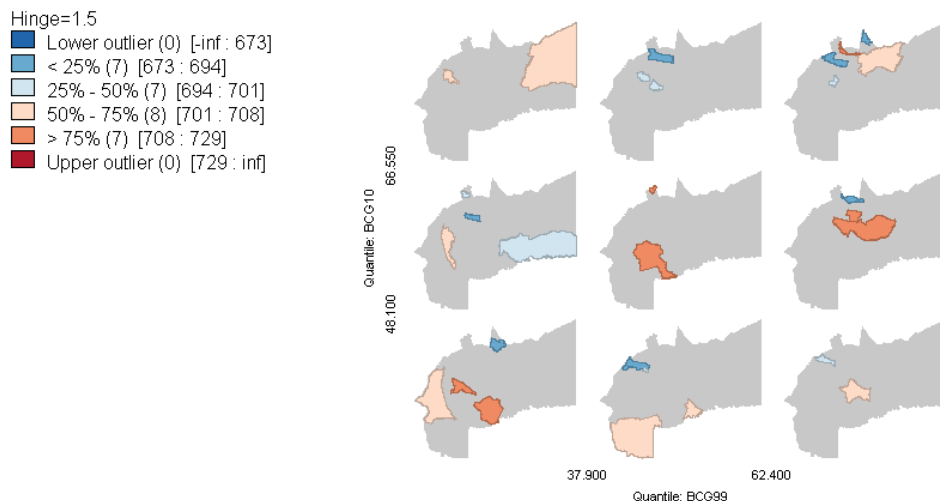 Hinge=1.5
Lower outlier (0) [-inf : 673]
< 25% (7) [673 : 694]
25% - 50% (7) [694 : 701]
50% - 75% (8) [701 : 708]
> 75% (7) [708 : 729]
Upper outlier (0) [729 : inf]
66.550
Quantile: BCG10
48.100
37.900
62.400
Quantile: BCG99